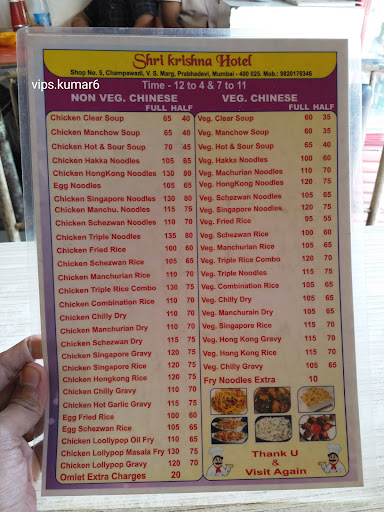 vips.kumar6
Shri krishna Hotel
Shop No. 5, Champawadi, V. S. Marg, Prabhadevi, Mumbai - 400 025. Mob.: 9820176346
Time - 12 to 4 & 7 to 11
NON VEG. CHINESE
FULL HALF
Chicken Clear Soup 65 40
Chicken Manchow Soup 65 40
Chicken Hot & Sour Soup 70 45
Chicken Hakka Noodles 105 65
Chicken HongKong Noodles 130 80
Egg Noodles 105 65
Chicken Singapore Noodles 130 80
Chicken Manchu. Noodles 115 75
Chicken Schezwan Noodles 110 70
Chicken Triple Noodles 135 80
Chicken Fried Rice 100 60
Chicken Schezwan Rice 105 65
Chicken Manchurian Rice 110 70
Chicken Triple Rice Combo 130 75
Chicken Combination Rice 110 70
Chicken Chilly Dry 110 70
Chicken Manchurian Dry 110 70
Chicken Schezwan Dry 115 75
Chicken Singapore Gravy 120 75
Chicken Singapore Rice 120 75
Chicken Hongkong Rice 120 75
Chicken Chilly Gravy 110 70
Chicken Hot Garlic Gravy 115 75
Egg Fried Rice 100 60
Egg Schezwan Rice 105 65
Chicken Loollypop Oil Fry 110 65
Chicken Loollypop Masala Fry 130 75
Chicken Lollypop Gravy 120 70
Omlet Extra Charges 20
VEG. CHINESE
FULL HALF
Veg. Clear Soup 60 35
Veg. Manchow Soup 60 35
Veg. Hot & Sour Soup 65 40
Veg. Hakka Noodles 100 60
Veg. Machurian Noodles 110 70
Veg. HongKong Noodles 120 75
Veg. Schezwan Noodles 105 65
Veg. Singapore Noodles 120 75
Veg. Fried Rice 95 55
Veg. Schezwan Rice 100 60
Veg. Manchurian Rice 105 65
Veg. Triple Rice Combo 120 70
Veg. Triple Noodles 115 75
Veg. Combination Rice 105 65
Veg. Chilly Dry 105 65
Veg. Manchurain Dry 105 65
Veg. Singapore Rice 110 70
Veg. Hong Kong Gravy 115 75
Veg. Hong Kong Rice 115 70
Veg. Chilly Gravy 105 65
Fry Noodles Extra 10
Thank U
&
Visit Again